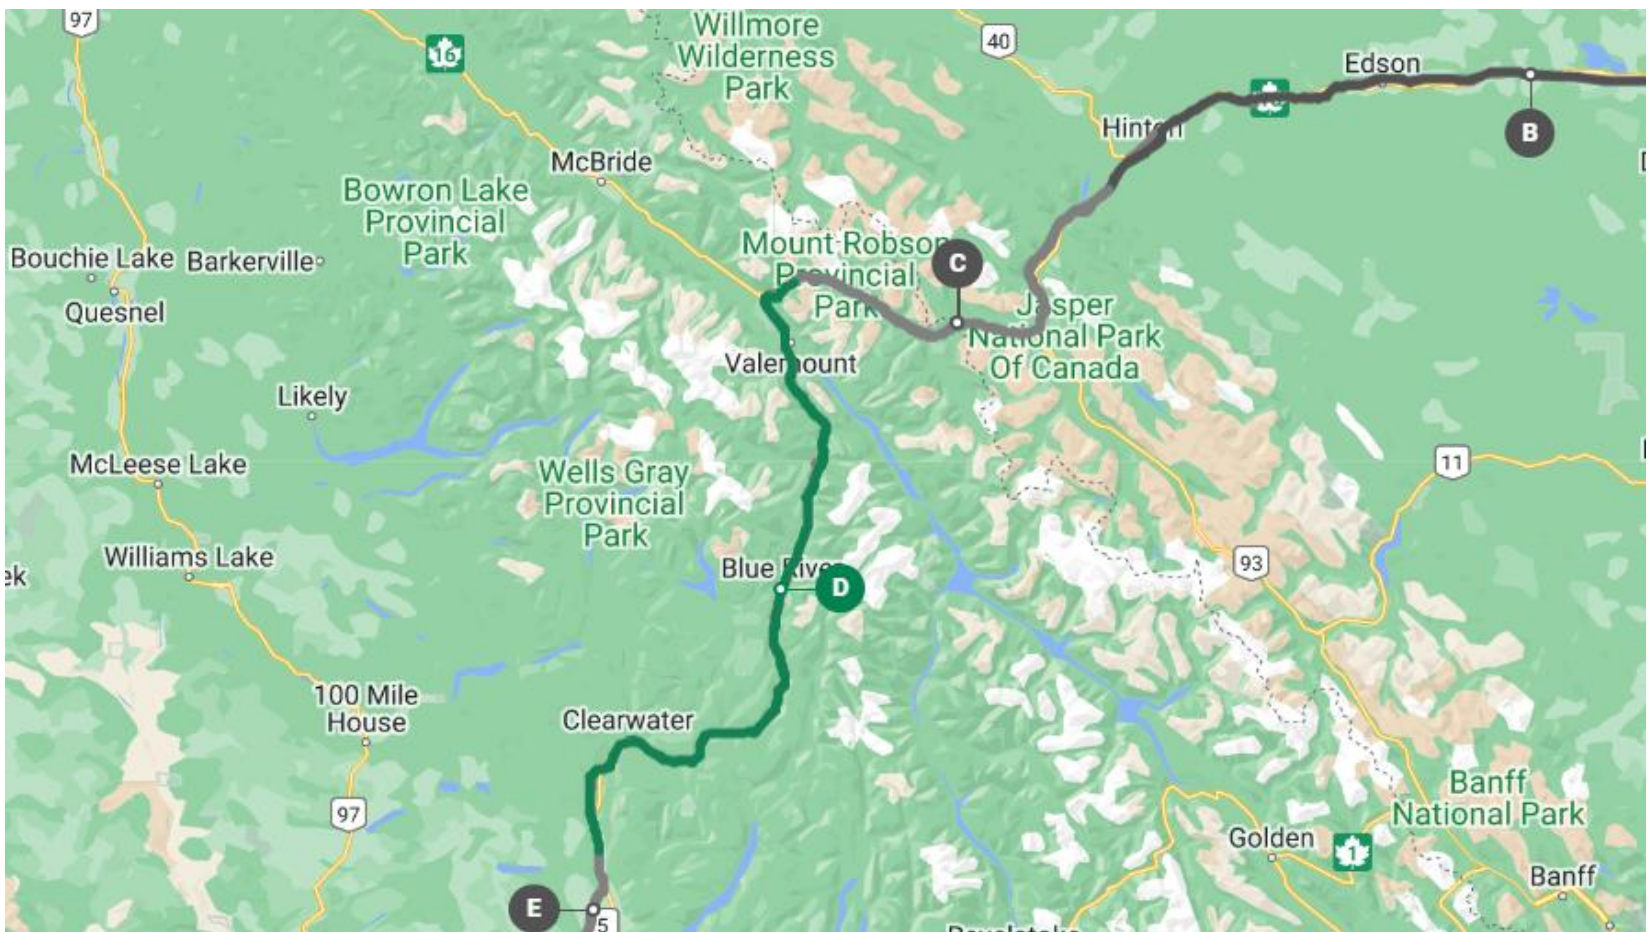 97
16
Willmore
Wilderness
Park
40
Edson
B
Hinton
McBride
Bowron Lake
Provincial
Park
Mount Robson
Provincial
Park
C
Bouchie Lake
Barkerville
Quesnel
Jasper
National Park
Of Canada
Valemount
Likely
McLeese Lake
Wells Gray
Provincial
Park
11
Williams Lake
ek
Blue River
D
93
100 Mile
House
Clearwater
97
Banff
National Park
Golden
1
Banff
E
5